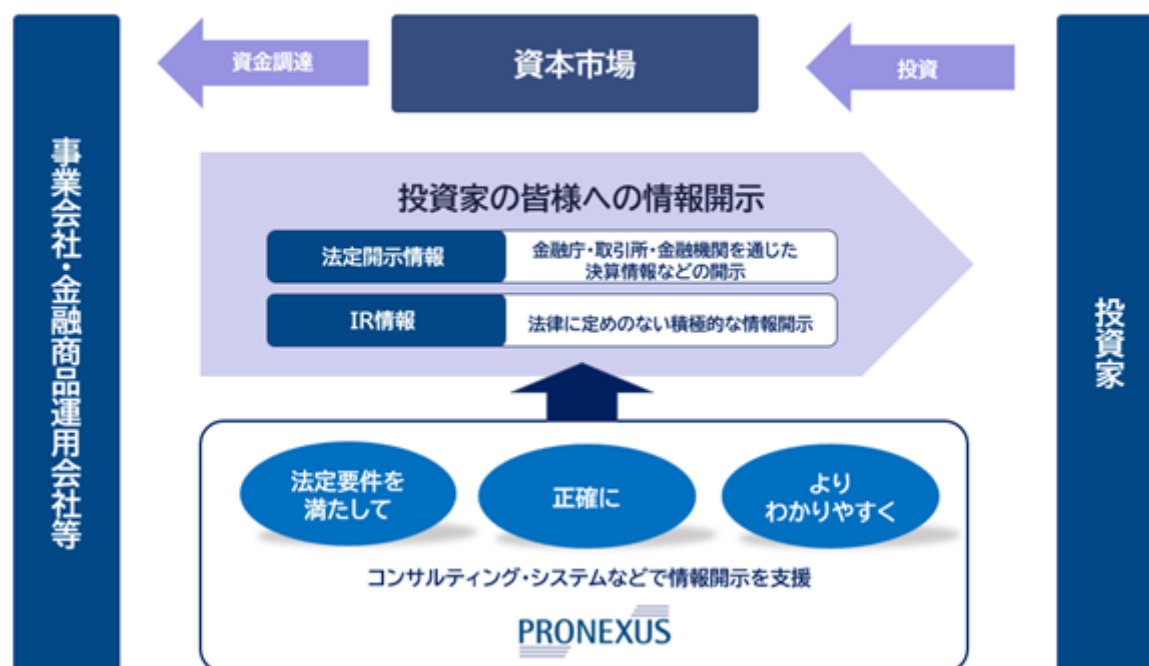 資金調達
資本市場
投資
事業会社・金融商品運用会社等
投資家の皆様への情報開示
法定開示情報
金融庁・取引所・金融機関を通じた
決算情報などの開示
IR情報
法律に定めのない積極的な情報開示
投資家
法定要件を
満たして
正確に
より
わかりやすく
コンサルティング・システムなどで情報開示を支援
PRONEXUS